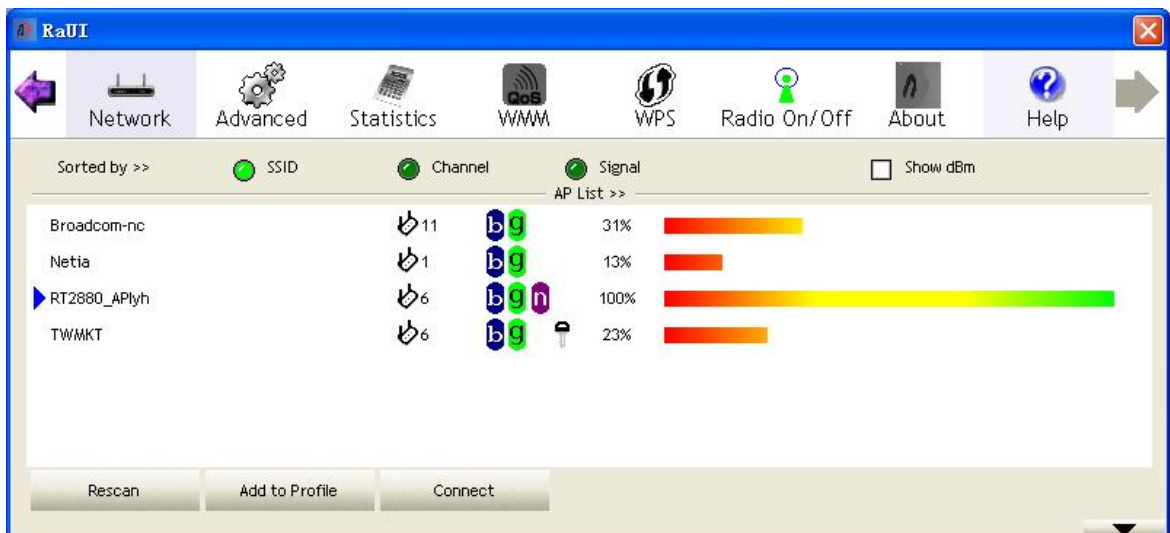 RaUI
Network Advanced Statistics QoS WMM WPS Radio On/Off About Help
Sorted by >> SSID Channel Signal Show dBm
AP List >>
Broadcom-nc 11 b g 31%
Netia 1 b g 13%
RT2880_APlyh 6 b g n 100%
TWMKT 6 b g 23%
Rescan Add to Profile Connect